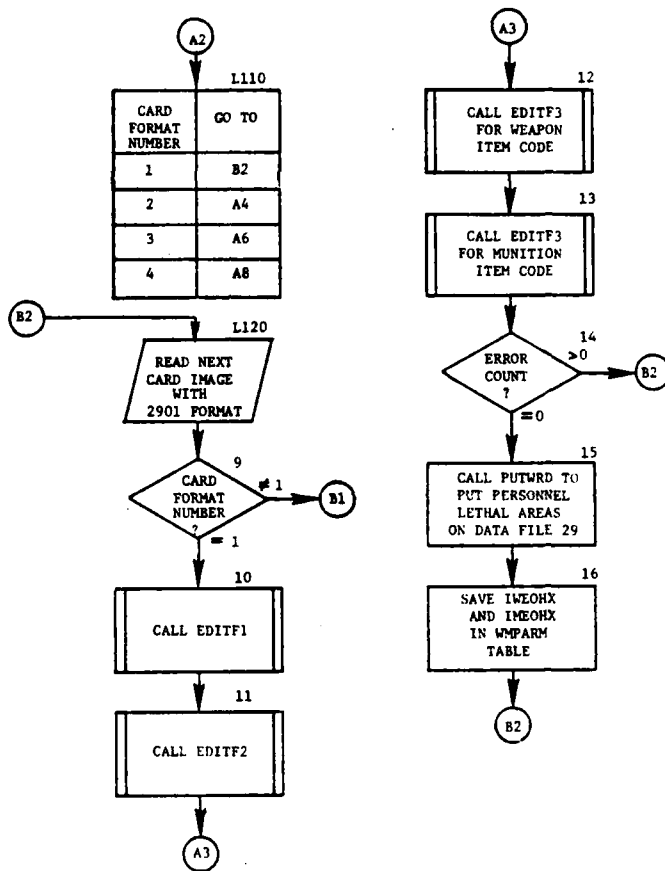 A2
L110
CARD FORMAT NUMBER GO TO
1 B2
2 A4
3 A6
4 A8
B2
L120
READ NEXT
CARD IMAGE
WITH
2901 FORMAT
9
CARD
FORMAT
NUMBER
?
≠ 1
B1
= 1
10
CALL EDITF1
11
CALL EDITF2
A3
A3
12
CALL EDITF3
FOR WEAPON
ITEM CODE
13
CALL EDITF3
FOR MUNITION
ITEM CODE
14
ERROR
COUNT
?
>0
B2
=0
15
CALL PUTWRD TO
PUT PERSONNEL
LETHAL AREAS
ON DATA FILE 29
16
SAVE IWEOHX
AND IMEOHX
IN WMPARM
TABLE
B2